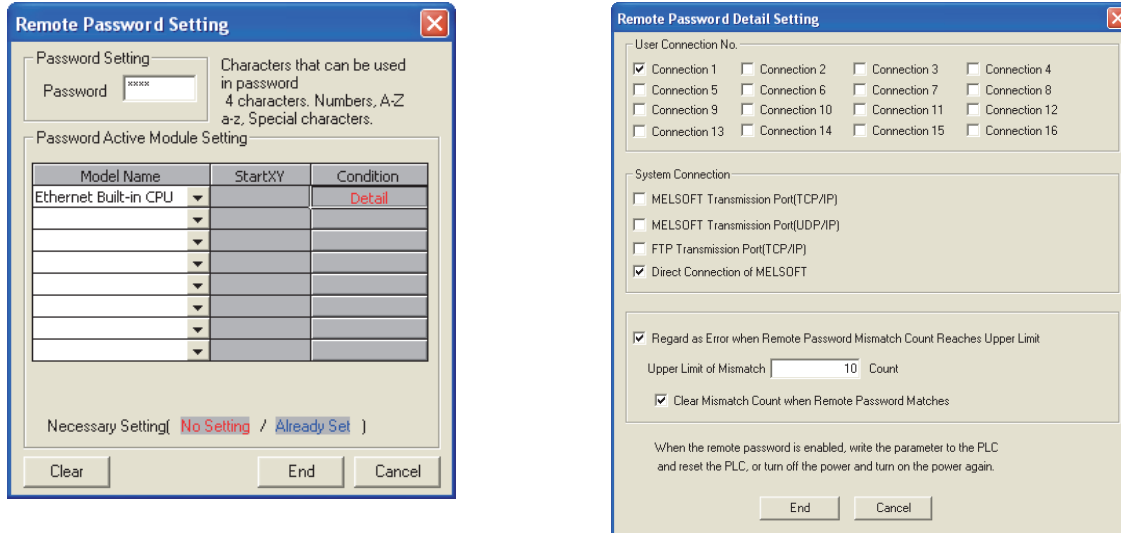 Remote Password Setting
Password Setting
Password xxxx
Characters that can be used
in password
4 characters. Numbers, A-Z
a-z, Special characters.
Password Active Module Setting
Model Name StartXY Condition
Ethernet Built-in CPU Detail
Necessary Setting( No Setting / Already Set )
Clear End Cancel
Remote Password Detail Setting
User Connection No.
Connection 1 Connection 2 Connection 3 Connection 4
Connection 5 Connection 6 Connection 7 Connection 8
Connection 9 Connection 10 Connection 11 Connection 12
Connection 13 Connection 14 Connection 15 Connection 16
System Connection
MELSOFT Transmission Port(TCP/IP)
MELSOFT Transmission Port(UDP/IP)
FTP Transmission Port(TCP/IP)
Direct Connection of MELSOFT
Regard as Error when Remote Password Mismatch Count Reaches Upper Limit
Upper Limit of Mismatch 10 Count
Clear Mismatch Count when Remote Password Matches
When the remote password is enabled, write the parameter to the PLC
and reset the PLC, or turn off the power and turn on the power again.
End Cancel